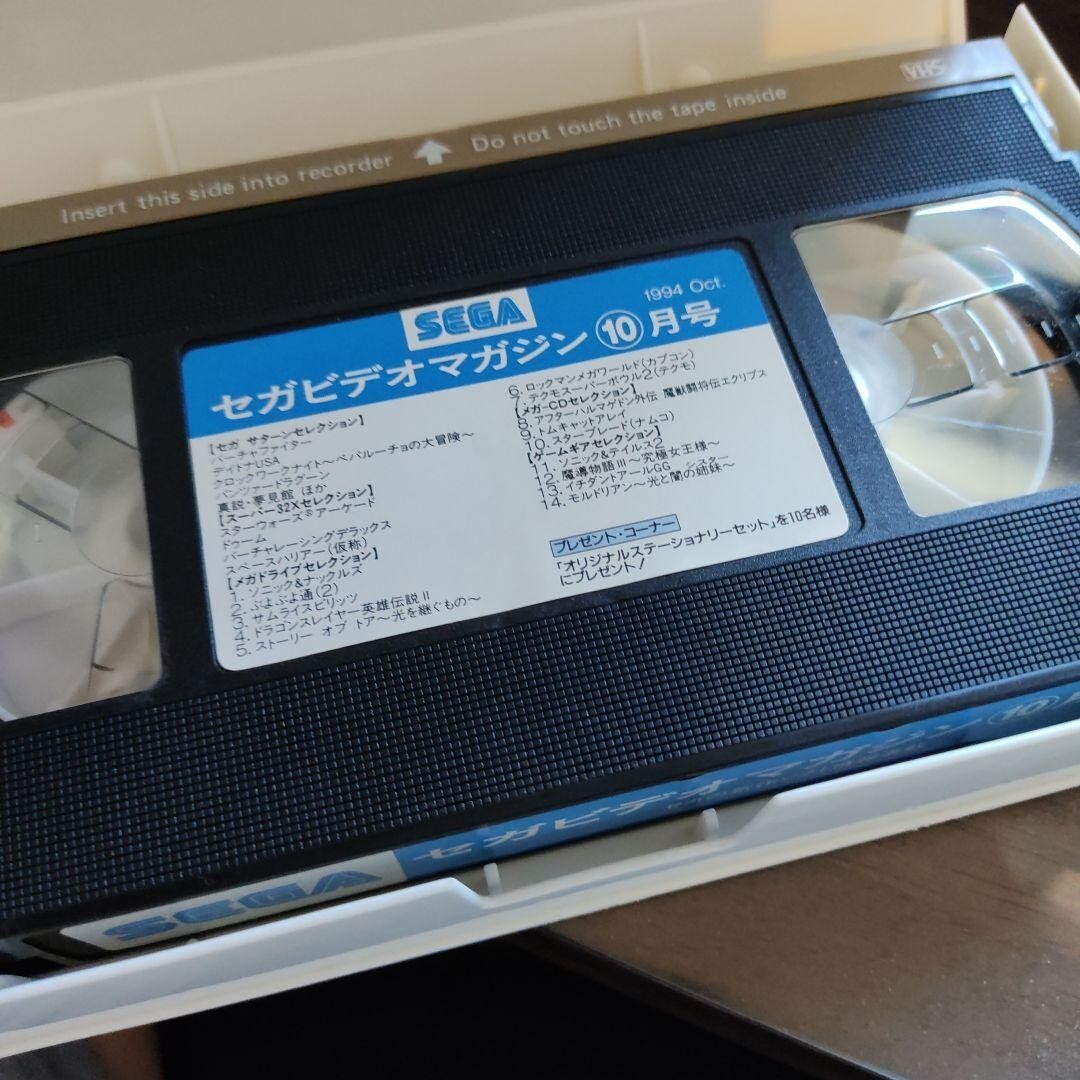 VHS
Insert this side into recorder ↑ Do not touch the tape inside
SEGA
1994 Oct.
セガビデオマガジン⑩月号
【セガ サターンセレクション】
バーチャファイター
デイトナUSA
クロックワークナイト〜ペパルーチョの大冒険〜
パンツァードラグーン
真説・夢見館 ほか
【スーパー32Xセレクション】
スターウォーズ®アーケード
ドゥーム
バーチャレーシングデラックス
スペースハリアー(仮称)
【メガドライブセレクション】
1. ソニック&ナックルズ
2. ぷよぷよ通(2)
3. サムライスピリッツ
4. ドラゴンスレイヤー英雄伝説II
5. ストーリー オブ トア〜光を継ぐもの〜
6. ロックマンメガワールド(カプコン)
7. テクモスーパーボウル2(テクモ)
【メガ-CDセレクション】
8. アフターハルマゲドン外伝 魔獣闘将伝エクリプス
9. トムキャットアレイ
10. スターブレード(ナムコ)
【ゲームギアセレクション】
11. ソニック&テイルス2
12. 魔導物語III〜究極女王様〜
13. イチダントアールGG
シスター
14. モルドリアン〜光と闇の姉妹〜
プレゼント・コーナー
「オリジナルステーショナリーセット」を10名様
にプレゼント!
SEGA
セガビデオマガジン⑩月